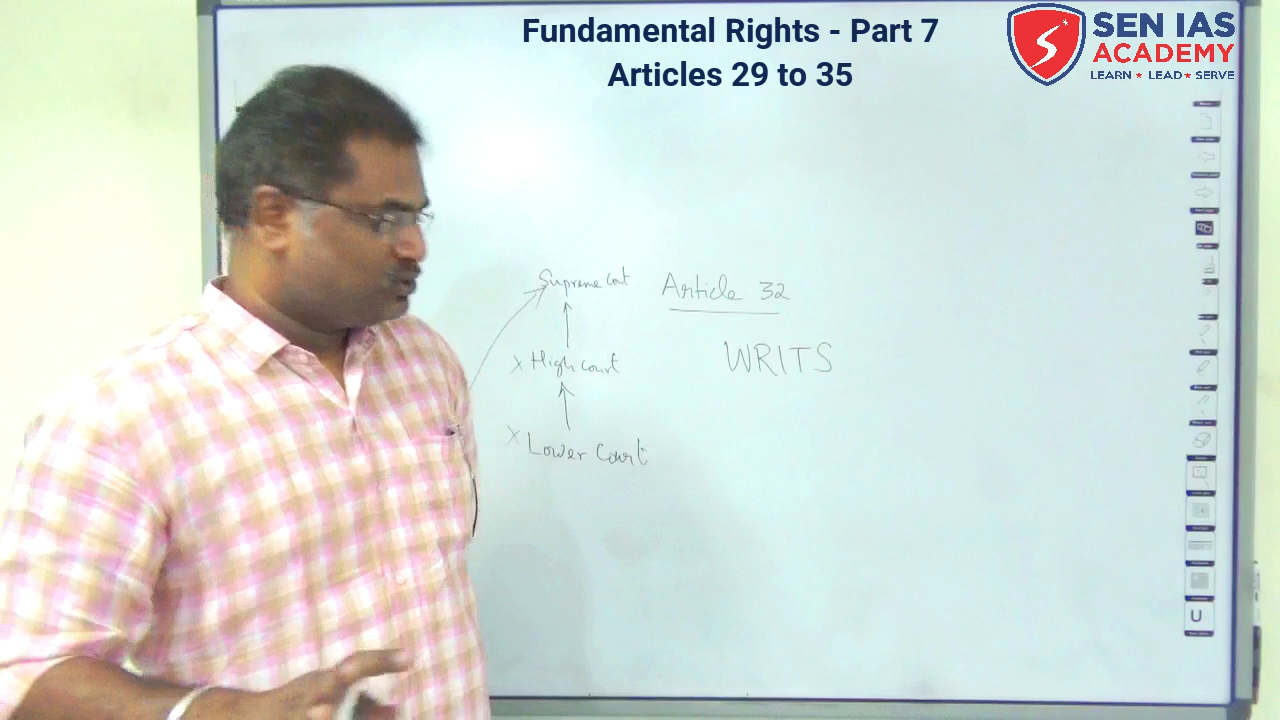 Fundamental Rights - Part 7
Articles 29 to 35
SEN IAS
ACADEMY
LEARN ★ LEAD ★ SERVE
Supreme Cout Article 32
x High court WRITS
x Lower Court
U